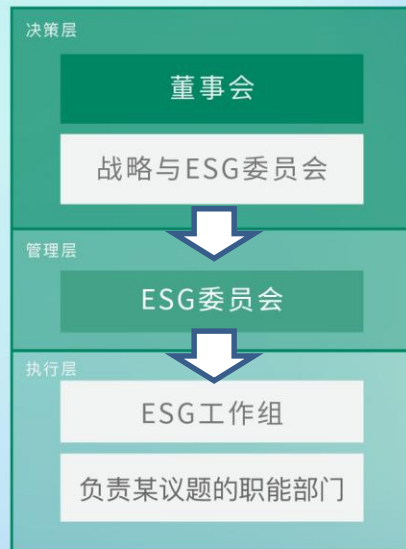 决策层
董事会
战略与ESG委员会
管理层
ESG委员会
执行层
ESG工作组
负责某议题的职能部门